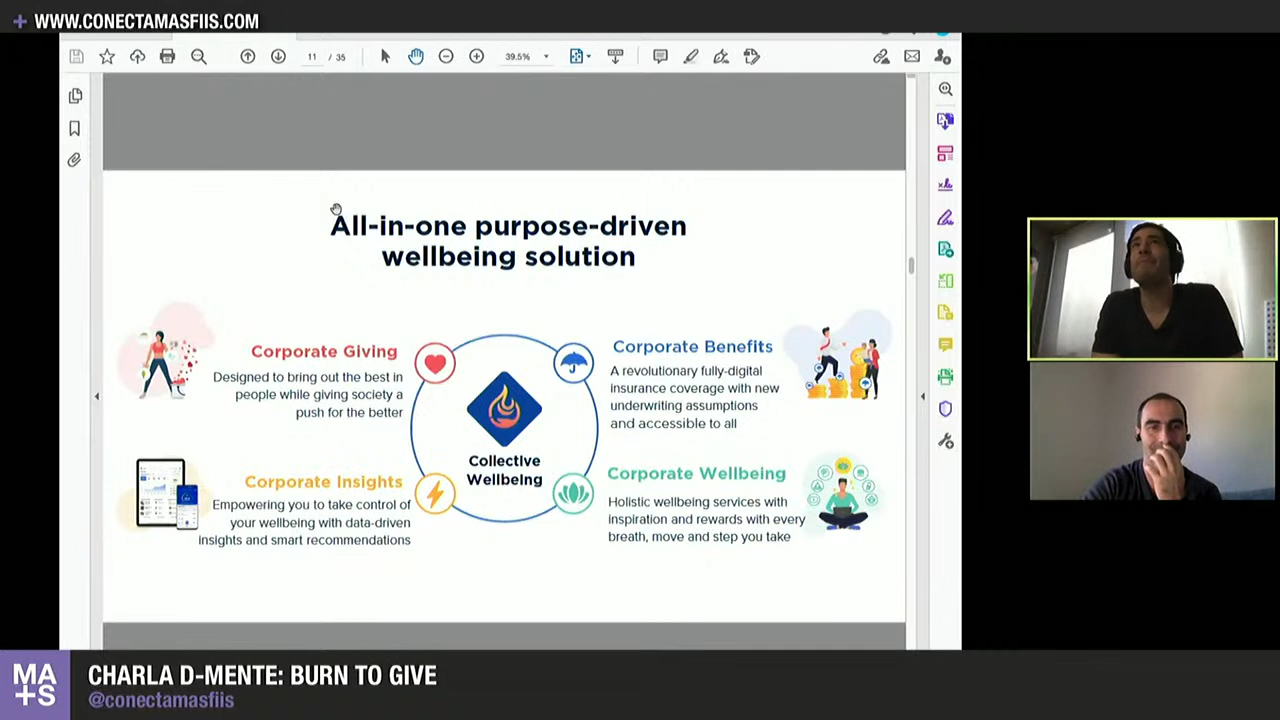 + WWW.CONECTAMASFIIS.COM
11 / 35
39.5%
All-in-one purpose-driven
wellbeing solution
Corporate Giving
Designed to bring out the best in
people while giving society a
push for the better
Corporate Benefits
A revolutionary fully-digital
insurance coverage with new
underwriting assumptions
and accessible to all
Collective
Wellbeing
Corporate Insights
Empowering you to take control of
your wellbeing with data-driven
insights and smart recommendations
Corporate Wellbeing
Holistic wellbeing services with
inspiration and rewards with every
breath, move and step you take
MA
+S
CHARLA D-MENTE: BURN TO GIVE
@conectamasfiis